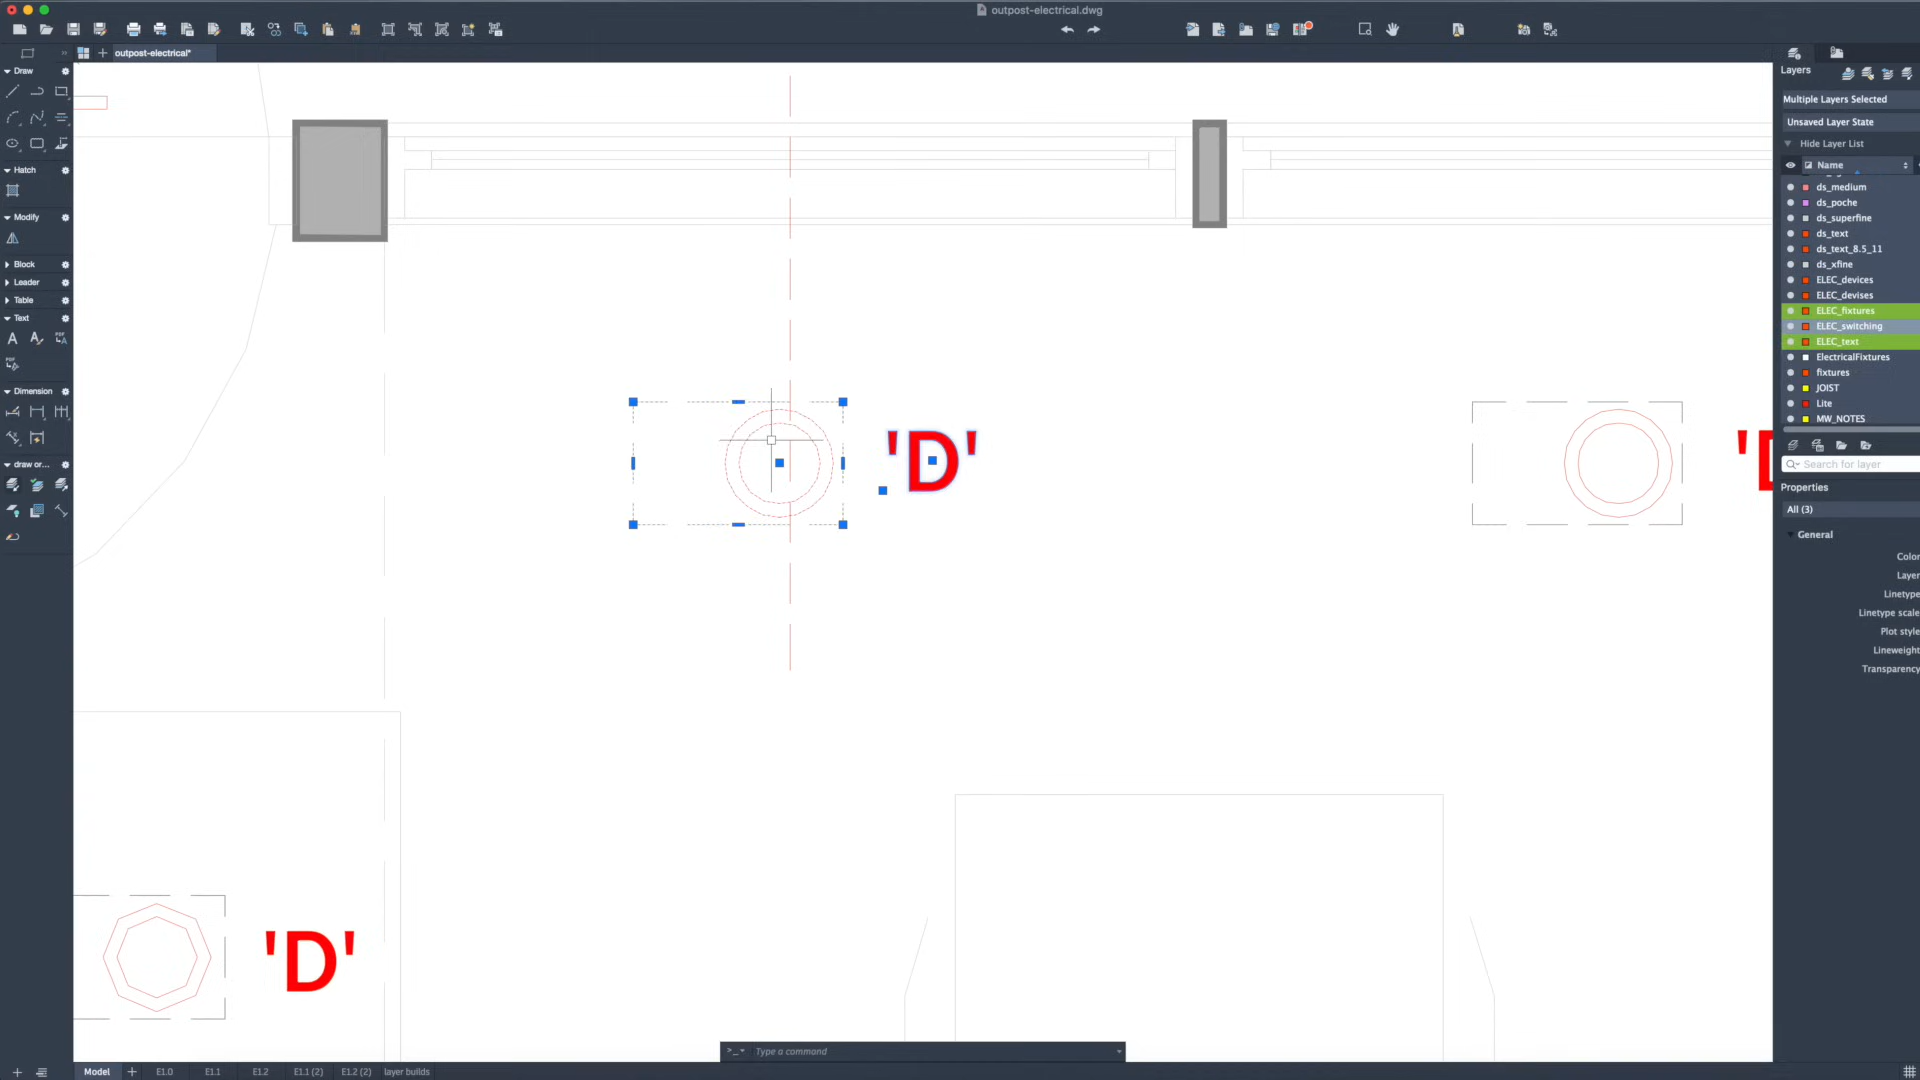 outpost-electrical.dwg
outpost-electrical*
Draw
Hatch
Modify
Block
Leader
Table
Text
A
PDF
Dimension
draw or...
'D'
'D'
'D
Layers
Multiple Layers Selected
Unsaved Layer State
Hide Layer List
Name
ds_medium
ds_poche
ds_superfine
ds_text
ds_text_8.5_11
ds_xfine
ELEC_devices
ELEC_devises
ELEC_fixtures
ELEC_switching
ELEC_text
ElectricalFixtures
fixtures
JOIST
Lite
MW_NOTES
Search for layer
Properties
All (3)
General
Color
Layer
Linetype
Linetype scale
Plot style
Lineweight
Transparency
>_ Type a command
Model
E1.0
E1.1
E1.2
E1.1 (2)
E1.2 (2)
layer builds